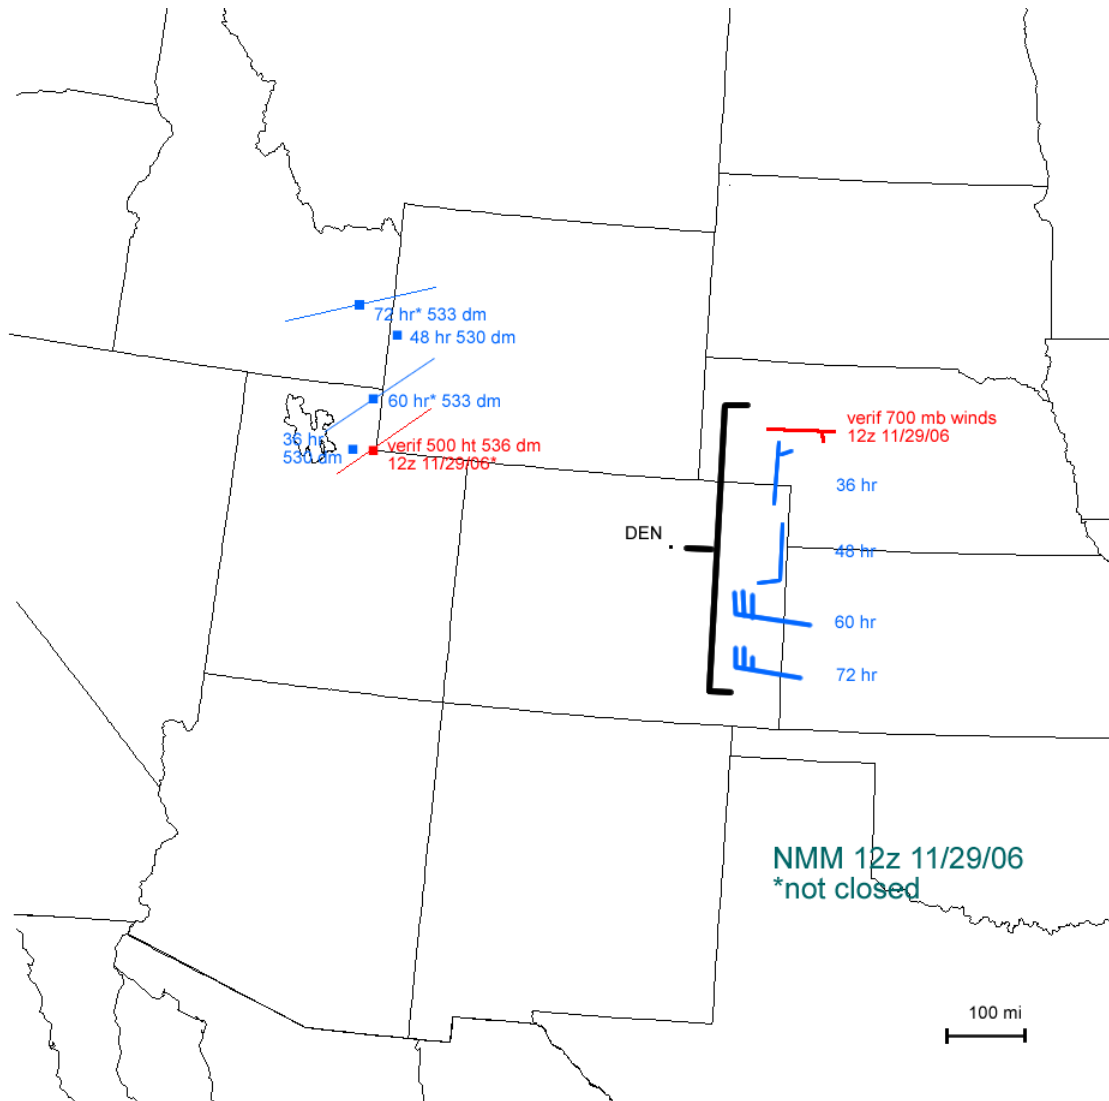 72 hr* 533 dm
48 hr 530 dm
60 hr* 533 dm
36 hr
530 dm
verif 500 ht 536 dm
12z 11/29/06*
verif 700 mb winds
12z 11/29/06
36 hr
DEN
48 hr
60 hr
72 hr
NMM 12z 11/29/06
*not closed
100 mi